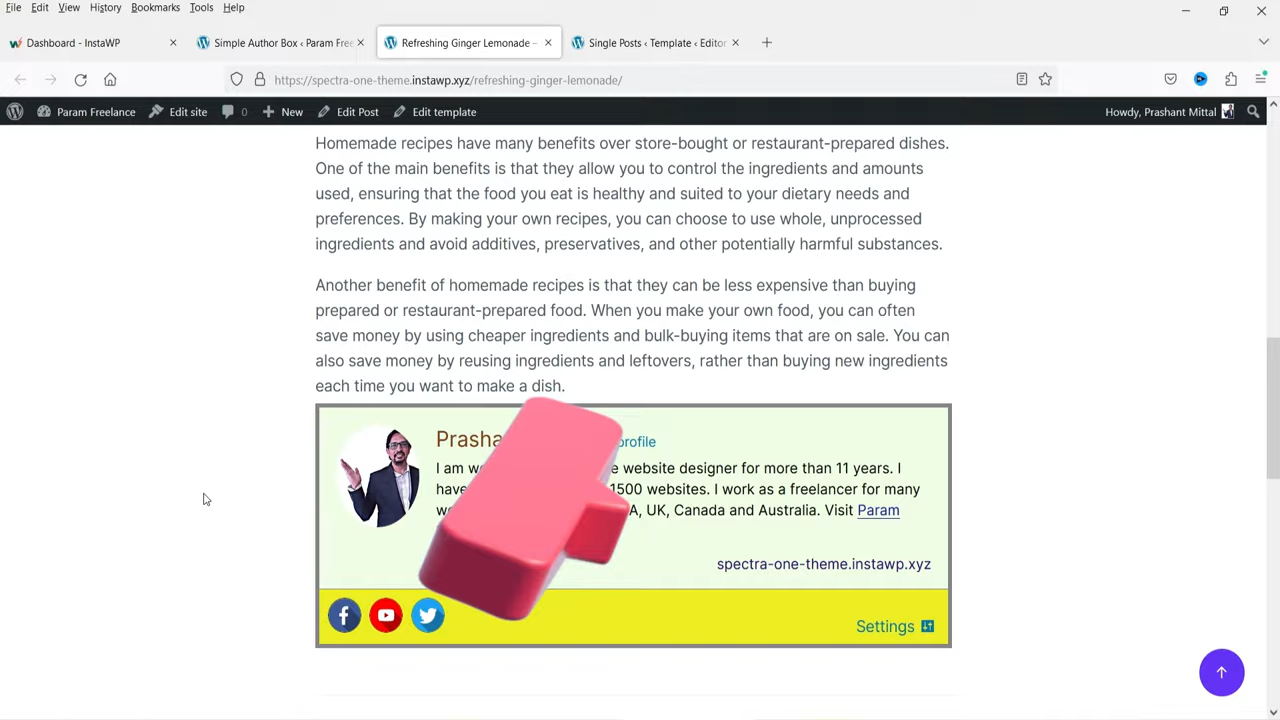 File Edit View History Bookmarks Tools Help
Dashboard - InstaWP
Simple Author Box ‹ Param Free
Refreshing Ginger Lemonade –
Single Posts ‹ Template ‹ Editor
https://spectra-one-theme.instawp.xyz/refreshing-ginger-lemonade/
Param Freelance Edit site 0 New Edit Post Edit template Howdy, Prashant Mittal
Homemade recipes have many benefits over store-bought or restaurant-prepared dishes.
One of the main benefits is that they allow you to control the ingredients and amounts
used, ensuring that the food you eat is healthy and suited to your dietary needs and
preferences. By making your own recipes, you can choose to use whole, unprocessed
ingredients and avoid additives, preservatives, and other potentially harmful substances.
Another benefit of homemade recipes is that they can be less expensive than buying
prepared or restaurant-prepared food. When you make your own food, you can often
save money by using cheaper ingredients and bulk-buying items that are on sale. You can
also save money by reusing ingredients and leftovers, rather than buying new ingredients
each time you want to make a dish.
Prasha profile
I am website designer for more than 11 years. I
have 1500 websites. I work as a freelancer for many
UK, Canada and Australia. Visit Param
spectra-one-theme.instawp.xyz
Settings